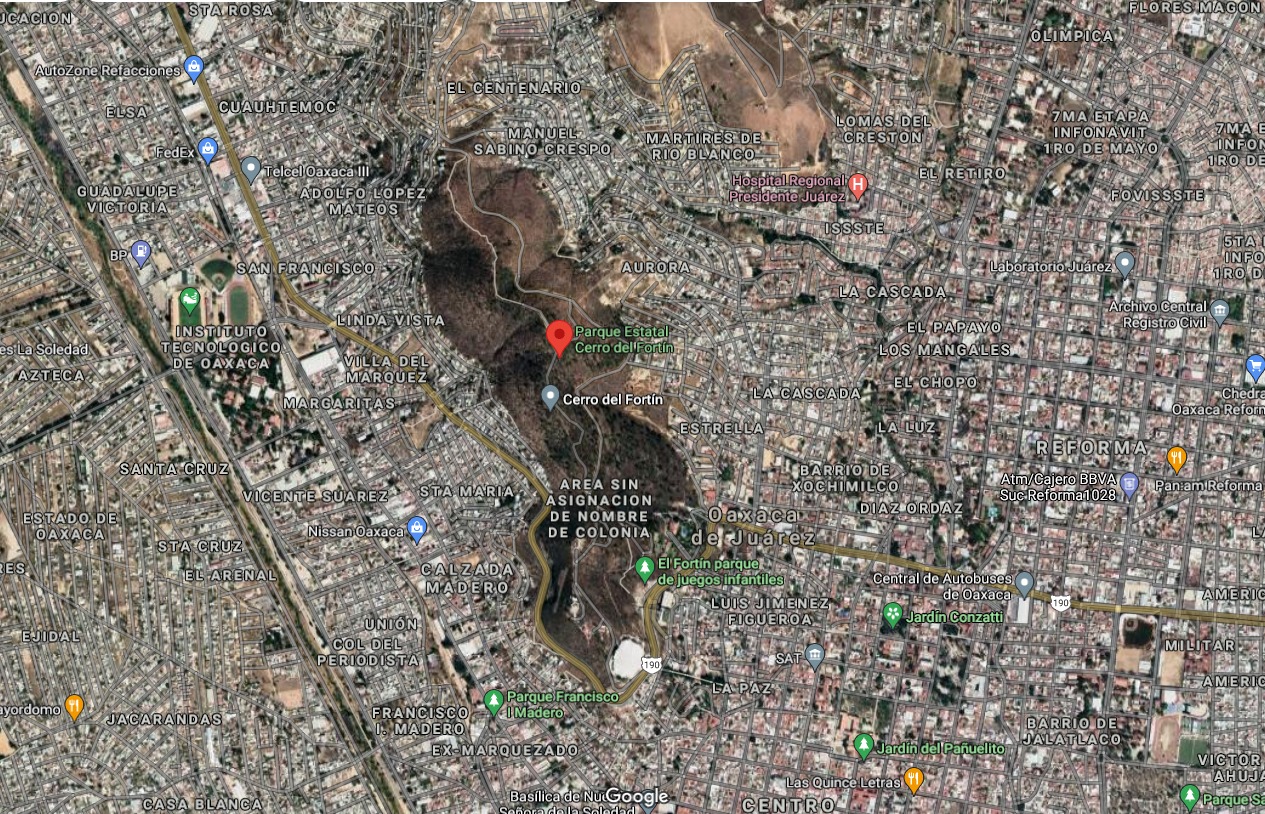 UCACION
STA ROSA
FLORES MAGON
OLIMPICA
AutoZone Refacciones
EL CENTENARIO
ELSA
CUAUHTEMOC
LOMAS DEL
CRESTON
7MA ETAPA
INFONAVIT
1RO DE MAYO
7MA E
INFON
1RO DE
MANUEL
SABINO CRESPO
MARTIRES DE
RIO BLANCO
FedEx
Telcel Oaxaca III
EL RETIRO
Hospital Regional
Presidente Juárez
GUADALUPE
VICTORIA
ADOLFO LOPEZ
MATEOS
FOVISSSTE
ISSSTE
BP
5TA
INFO
1RO D
SAN FRANCISCO
AURORA
Laboratorio Juárez
LA CASCADA
Archivo Central
Registro Civil
LINDA VISTA
EL PAPAYO
INSTITUTO
TECNOLOGICO
DE OAXACA
Parque Estatal
Cerro del Fortín
es La Soledad
LOS MANGALES
VILLA DEL
MARQUEZ
AZTECA
EL CHOPO
Chedra
Oaxaca Reforn
MARGARITAS
Cerro del Fortín
LA CASCADA
ESTRELLA
LA LUZ
REFORMA
SANTA CRUZ
BARRIO DE
XOCHIMILCO
Atm/Cajero BBVA
Suc Reforma1028
Pan:am Reforma
VICENTE SUAREZ
STA MARIA
AREA SIN
ASIGNACION
DE NOMBRE
DE COLONIA
DIAZ ORDAZ
ESTADO DE
OAXACA
Nissan Oaxaca
Oaxaca
de Juárez
LA
STA CRUZ
RES
EL ARENAL
CALZADA
MADERO
El Fortín parque
de juegos infantiles
Central de Autobuses
de Oaxaca
190
AMERIC
LUIS JIMENEZ
FIGUEROA
Jardín Conzatti
UNIÓN
EJIDAL
COL DEL
PERIODISTA
MILITAR
SAT
190
LA PAZ
AMERIC
Parque Francisco
I Madero
ayordomo
JACARANDAS
FRANCISCO
I. MADERO
BARRIO DE
JALATLACO
EX-MARQUEZADO
Jardín del Pañuelito
VICTOR
AHUJA
Las Quince Letras
CASA BLANCA
Basílica de Nue
Señora de la Soledad
Google
CENTRO
Parque Sa